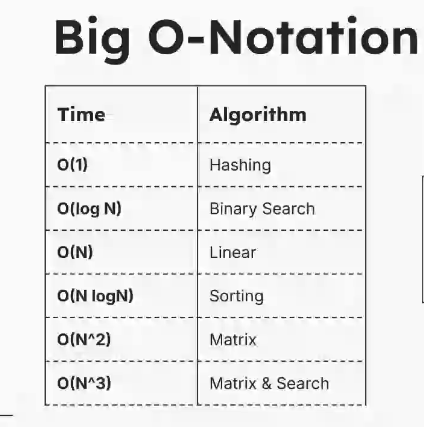 Big O-Notation
Time Algorithm
O(1) Hashing
O(log N) Binary Search
O(N) Linear
O(N logN) Sorting
O(N^2) Matrix
O(N^3) Matrix & Search